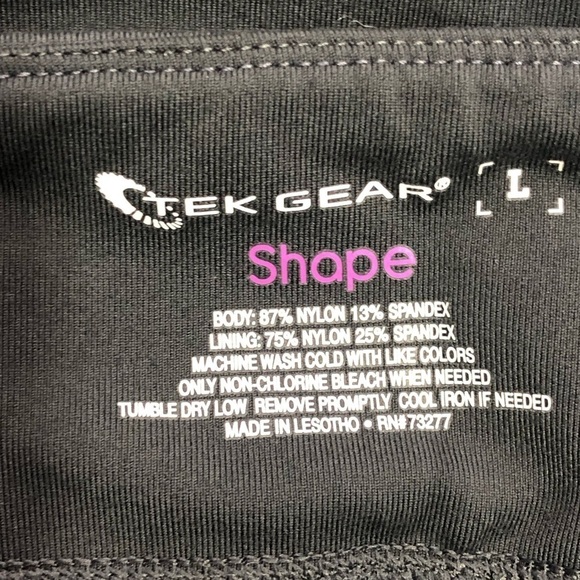 TEK GEAR® L
Shape
BODY: 87% NYLON 13% SPANDEX
LINING: 75% NYLON 25% SPANDEX
MACHINE WASH COLD WITH LIKE COLORS
ONLY NON-CHLORINE BLEACH WHEN NEEDED
TUMBLE DRY LOW REMOVE PROMPTLY COOL IRON IF NEEDED
MADE IN LESOTHO • RN# 73277